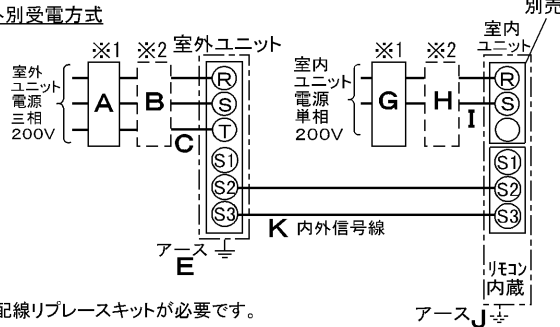 別受電方式
別売
※1
※2
室外ユニット
室外
ユニット
電源
三相
200V
A
B
C
R
S
T
S1
S2
S3
アース
E
※1
※2
室内
ユニット
室内
ユニット
電源
単相
200V
G
H
I
R
S
S1
S2
S3
K 内外信号線
リモコン
内蔵
アース J
配線リプレースキットが必要です。